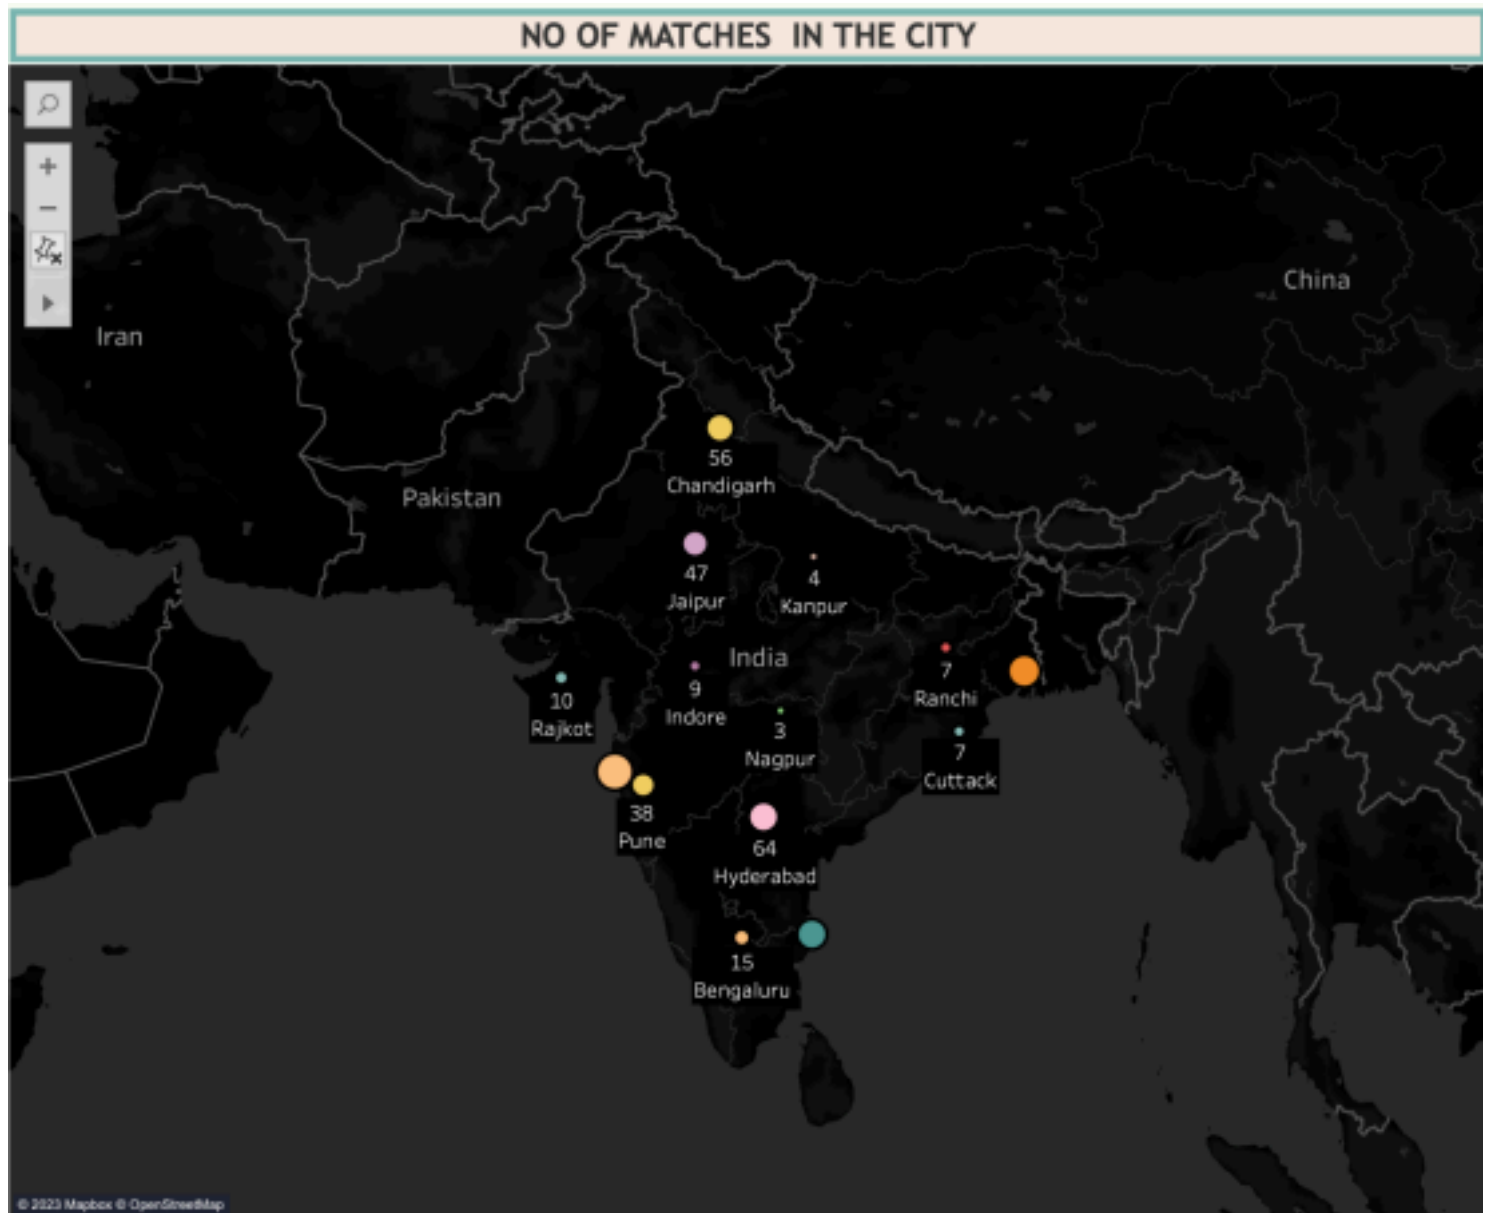 NO OF MATCHES IN THE CITY
China
Iran
56
Chandigarh
Pakistan
47
Jaipur
4
Kanpur
India
7
Ranchi
9
Indore
10
Rajkot
3
Nagpur
7
Cuttack
38
Pune
64
Hyderabad
15
Bengaluru
© 2023 Mapbox © OpenStreetMap